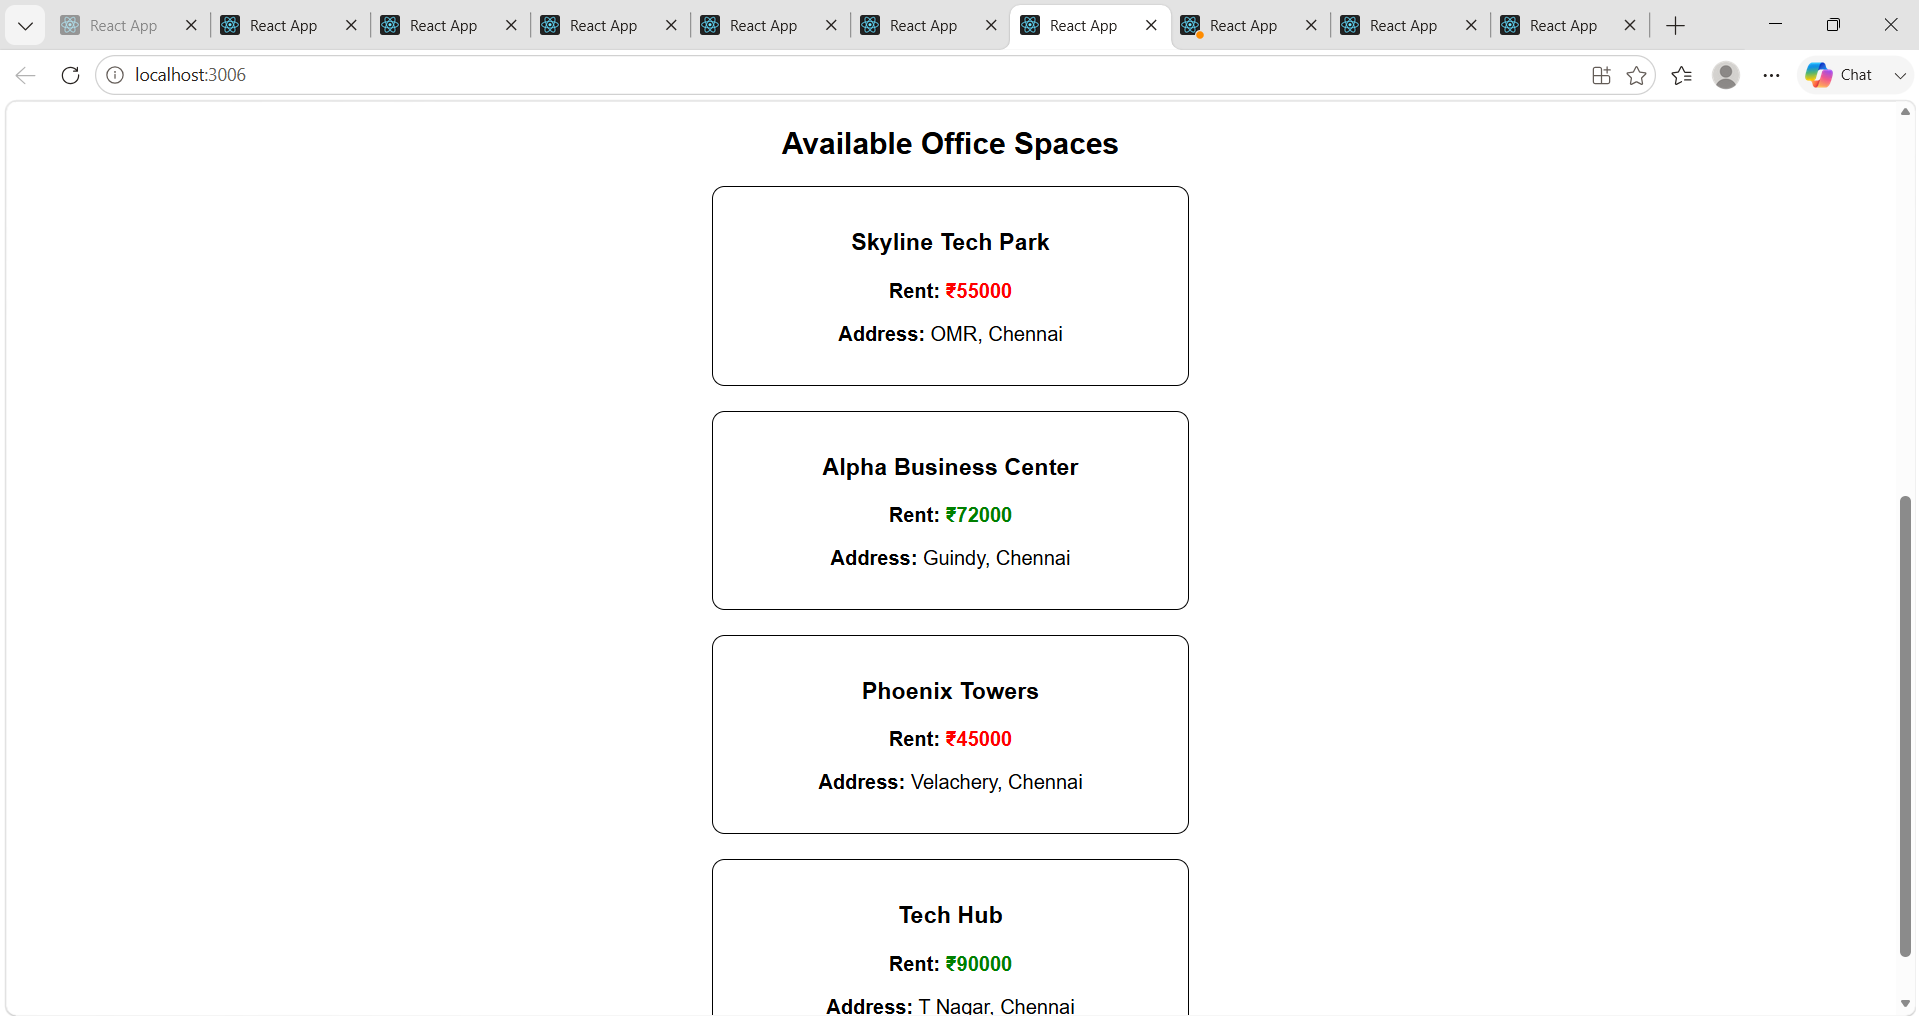 React App
React App
React App
React App
React App
React App
React App
React App
React App
React App
localhost:3006
Chat
Available Office Spaces
Skyline Tech Park
Rent: ₹55000
Address: OMR, Chennai
Alpha Business Center
Rent: ₹72000
Address: Guindy, Chennai
Phoenix Towers
Rent: ₹45000
Address: Velachery, Chennai
Tech Hub
Rent: ₹90000
Address: T Nagar, Chennai